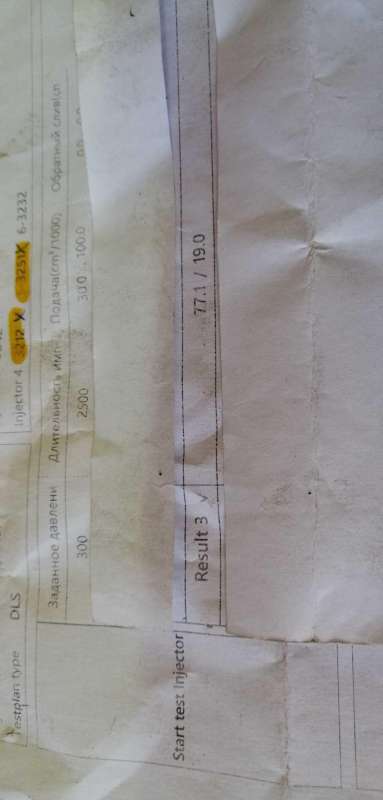 Testplan type DLS
Injector 4 3212 X 3251X 6-3232
Заданное давлени Длительность имп Подача(cm³/1000) Обратный слив(
300 2500 30.0...100.0
Result 3 √ 77.1 / 19.0
Start test Injector